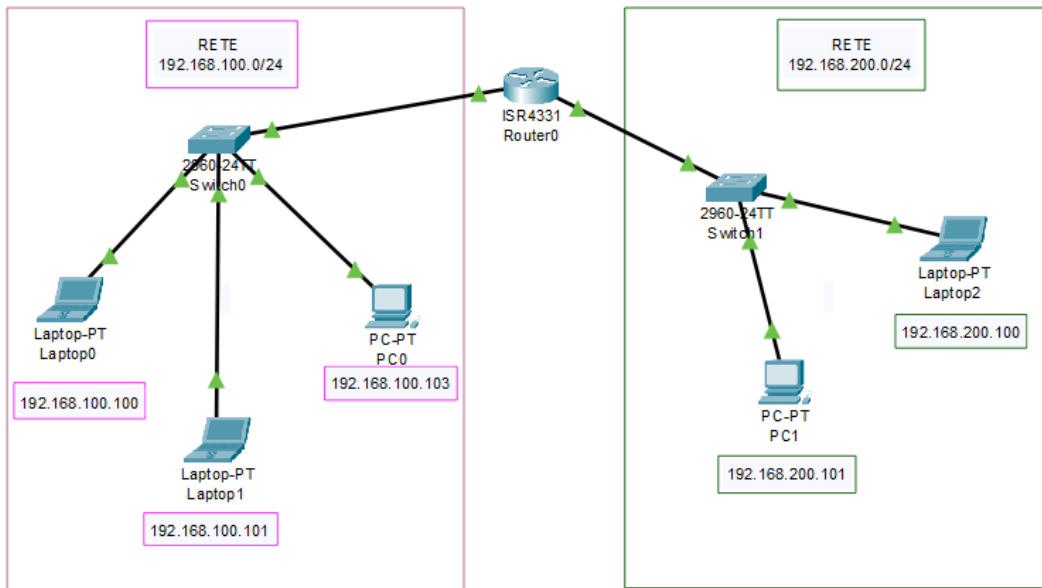 RETE
192.168.100.0/24
RETE
192.168.200.0/24
ISR4331
Router0
2960-24TT
Switch0
2960-24TT
Switch1
Laptop-PT
Laptop2
192.168.200.100
Laptop-PT
Laptop0
192.168.100.100
PC-PT
PC0
192.168.100.103
PC-PT
PC1
192.168.200.101
Laptop-PT
Laptop1
192.168.100.101